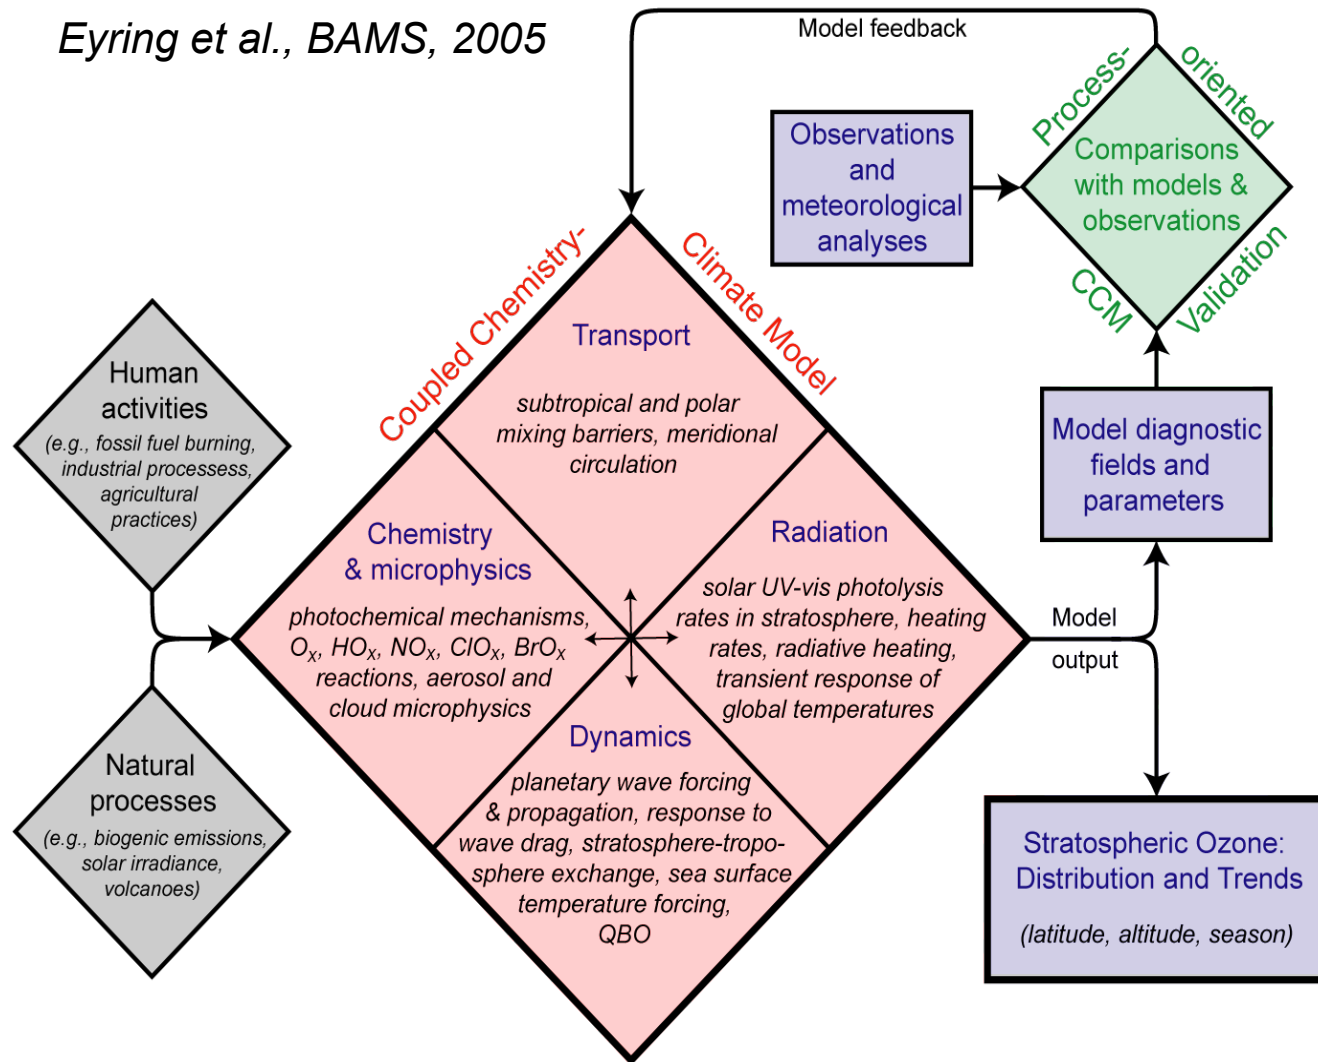 Eyring et al., BAMS, 2005
Model feedback
Process-
oriented
CCM
Validation
Comparisons
with models &
observations
Observations
and
meteorological
analyses
Coupled Chemistry-
Climate Model
Transport
subtropical and polar
mixing barriers, meridional
circulation
Human
activities
(e.g., fossil fuel burning,
industrial processess,
agricultural
practices)
Model diagnostic
fields and
parameters
Chemistry
& microphysics
photochemical mechanisms,
Oₓ, HOₓ, NOₓ, ClOₓ, BrOₓ
reactions, aerosol and
cloud microphysics
Radiation
solar UV-vis photolysis
rates in stratosphere, heating
rates, radiative heating,
transient response of
global temperatures
Model
output
Dynamics
planetary wave forcing
& propagation, response to
wave drag, stratosphere-tropo-
sphere exchange, sea surface
temperature forcing,
QBO
Natural
processes
(e.g., biogenic emissions,
solar irradiance,
volcanoes)
Stratospheric Ozone:
Distribution and Trends
(latitude, altitude, season)